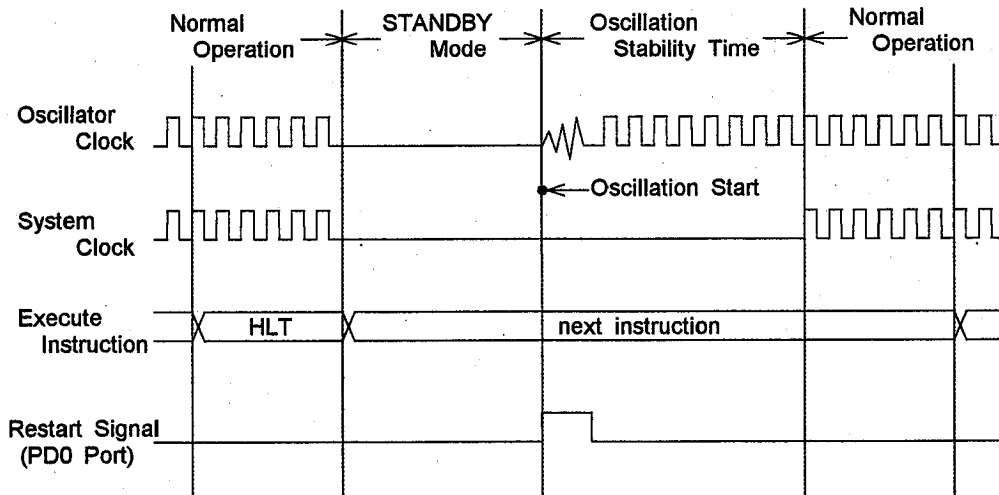 Normal
Operation
STANDBY
Mode
Oscillation
Stability Time
Normal
Operation
Oscillator
Clock
Oscillation Start
System
Clock
Execute
Instruction
HLT
next instruction
Restart Signal
(PD0 Port)